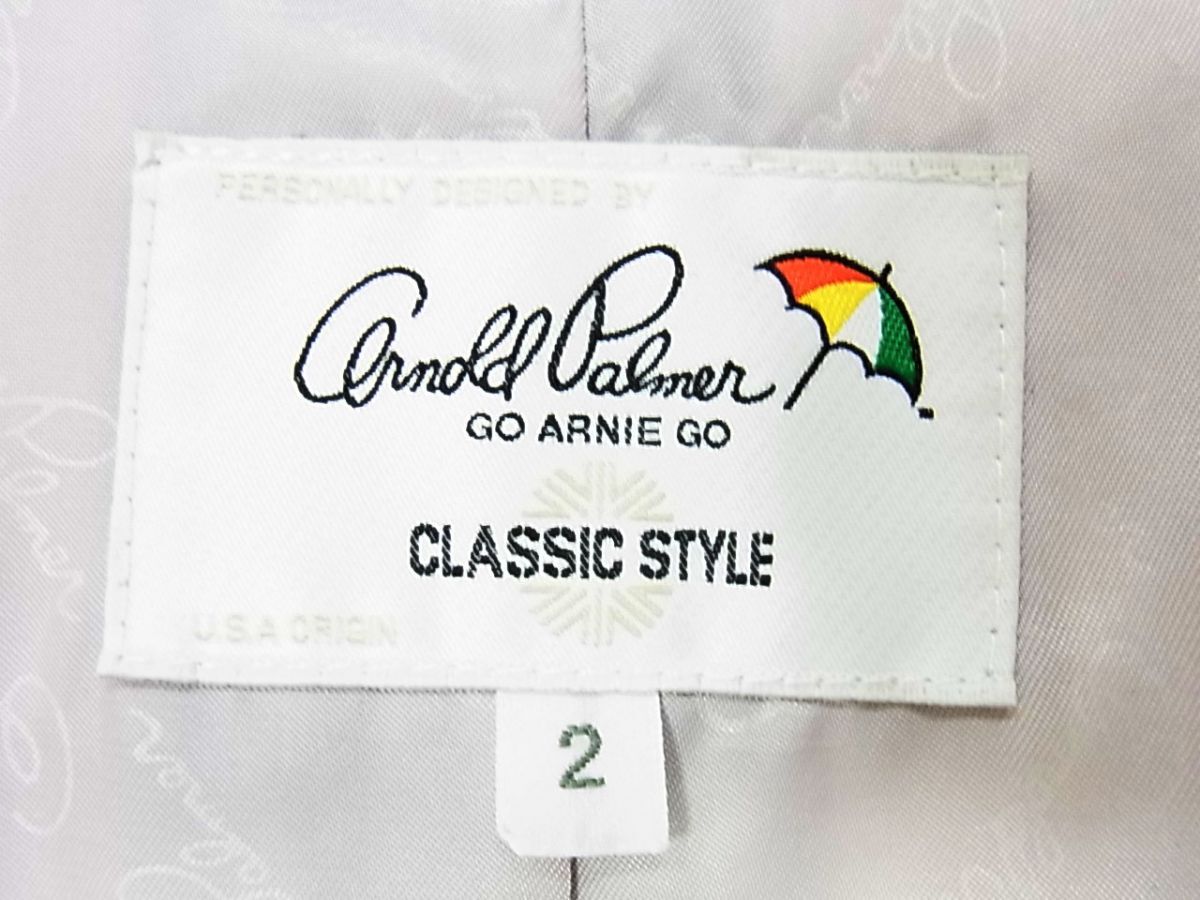 PERSONALLY DESIGNED BY
Arnold Palmer
GO ARNIE GO
CLASSIC STYLE
U.S.A ORIGIN
2